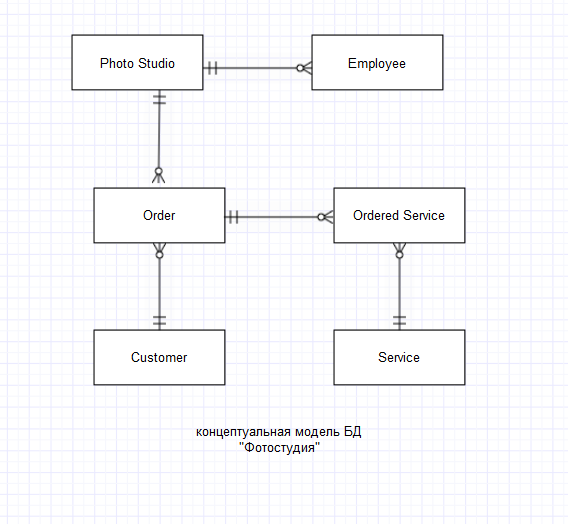 Photo Studio
Employee
Order
Ordered Service
Customer
Service
концептуальная модель БД
"Фотостудия"